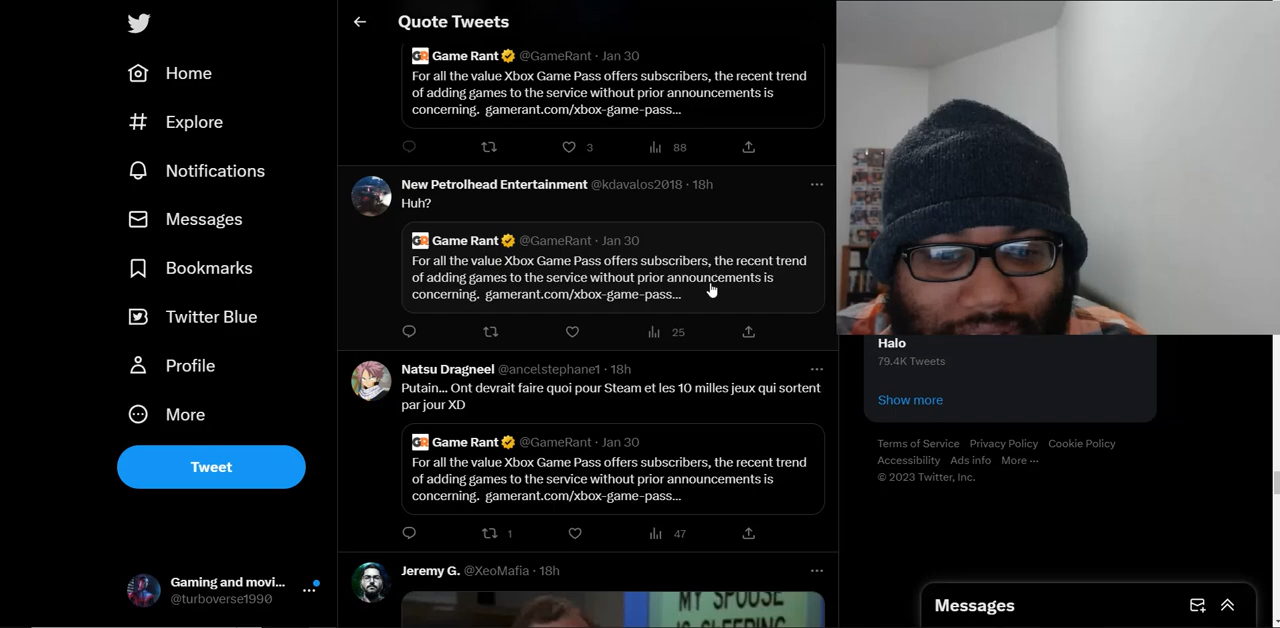 Quote Tweets
Home
Explore
Notifications
Messages
Bookmarks
Twitter Blue
Profile
More
Tweet
Gaming and movi...
@turboverse1990
GR Game Rant @GameRant · Jan 30
For all the value Xbox Game Pass offers subscribers, the recent trend
of adding games to the service without prior announcements is
concerning. gamerant.com/xbox-game-pass...
3 88
New Petrolhead Entertainment @kdavalos2018 · 18h
Huh?
GR Game Rant @GameRant · Jan 30
For all the value Xbox Game Pass offers subscribers, the recent trend
of adding games to the service without prior announcements is
concerning. gamerant.com/xbox-game-pass...
25
Natsu Dragneel @ancelstephane1 · 18h
Putain... Ont devrait faire quoi pour Steam et les 10 milles jeux qui sortent
par jour XD
GR Game Rant @GameRant · Jan 30
For all the value Xbox Game Pass offers subscribers, the recent trend
of adding games to the service without prior announcements is
concerning. gamerant.com/xbox-game-pass...
1 47
Jeremy G. @XeoMafia · 18h
MY SPOUSE
IS SLEEPING
Halo
79.4K Tweets
Show more
Terms of Service Privacy Policy Cookie Policy
Accessibility Ads info More ...
© 2023 Twitter, Inc.
Messages